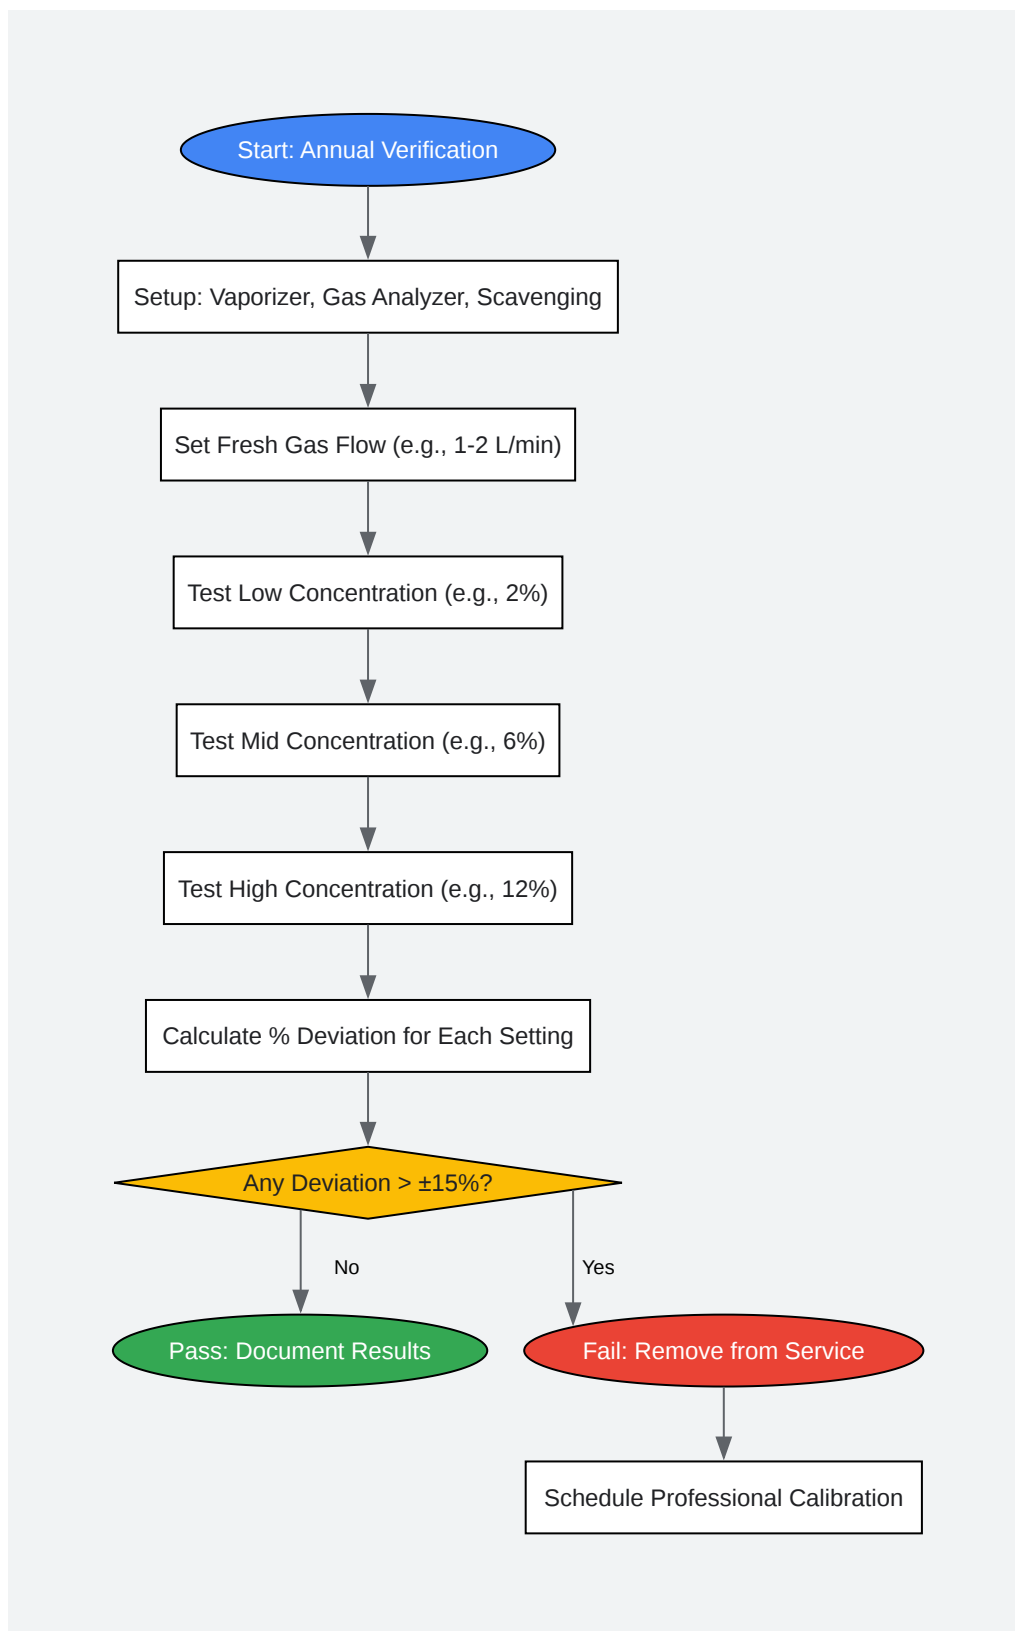 Start: Annual Verification
Setup: Vaporizer, Gas Analyzer, Scavenging
Set Fresh Gas Flow (e.g., 1-2 L/min)
Test Low Concentration (e.g., 2%)
Test Mid Concentration (e.g., 6%)
Test High Concentration (e.g., 12%)
Calculate % Deviation for Each Setting
Any Deviation > ±15%?
No
Yes
Pass: Document Results
Fail: Remove from Service
Schedule Professional Calibration